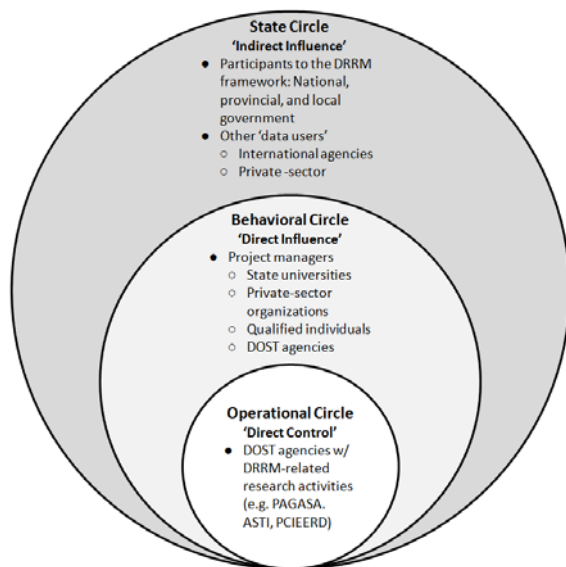 State Circle
‘Indirect Influence’
● Participants to the DRRM
framework: National,
provincial, and local
government
● Other ‘data users’
○ International agencies
○ Private -sector
Behavioral Circle
‘Direct Influence’
● Project managers
○ State universities
○ Private-sector
organizations
○ Qualified individuals
○ DOST agencies
Operational Circle
‘Direct Control’
● DOST agencies w/
DRRM-related
research activities
(e.g. PAGASA.
ASTI, PCIEERD)